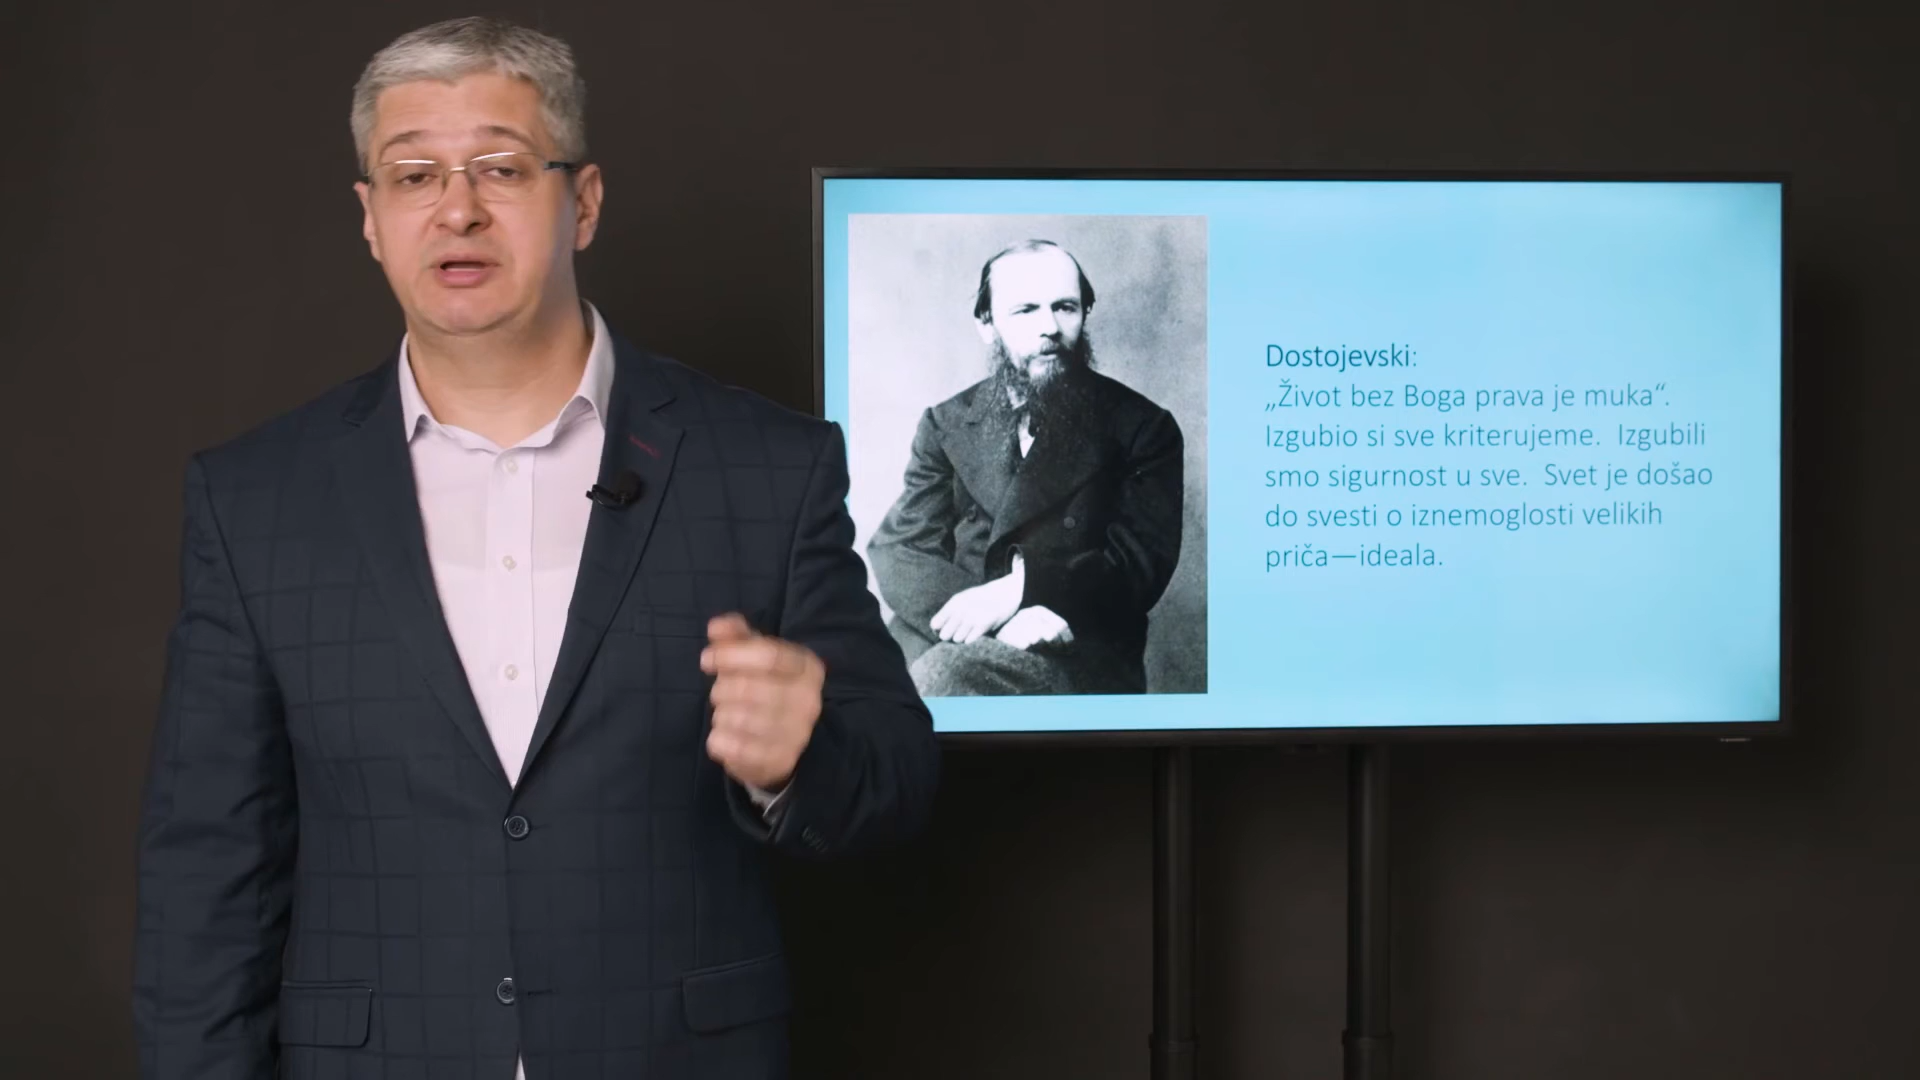 Dostojevski:
„Život bez Boga prava je muka“.
Izgubio si sve kriterujeme.  Izgubili
smo sigurnost u sve.  Svet je došao
do svesti o iznemoglosti velikih
priča—ideala.